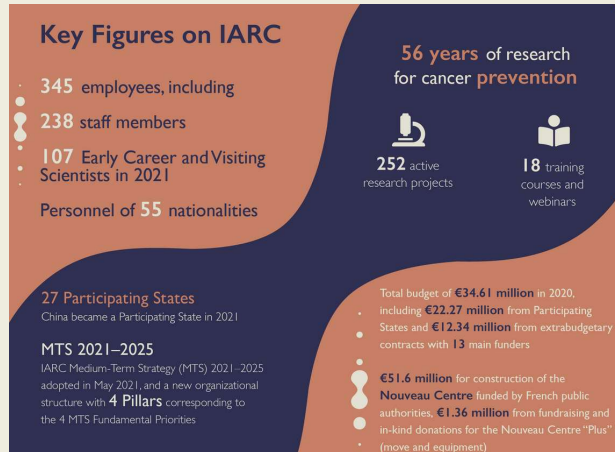 Key Figures on IARC
345 employees, including
238 staff members
107 Early Career and Visiting
Scientists in 2021
Personnel of 55 nationalities
56 years of research
for cancer prevention
252 active
research projects
18 training
courses and
webinars
27 Participating States
China became a Participating State in 2021
MTS 2021–2025
IARC Medium-Term Strategy (MTS) 2021–2025
adopted in May 2021, and a new organizational
structure with 4 Pillars corresponding to
the 4 MTS Fundamental Priorities
Total budget of €34.61 million in 2020,
including €22.27 million from Participating
States and €12.34 million from extrabudgetary
contracts with 13 main funders
€51.6 million for construction of the
Nouveau Centre funded by French public
authorities, €1.36 million from fundraising and
in-kind donations for the Nouveau Centre "Plus"
(move and equipment)